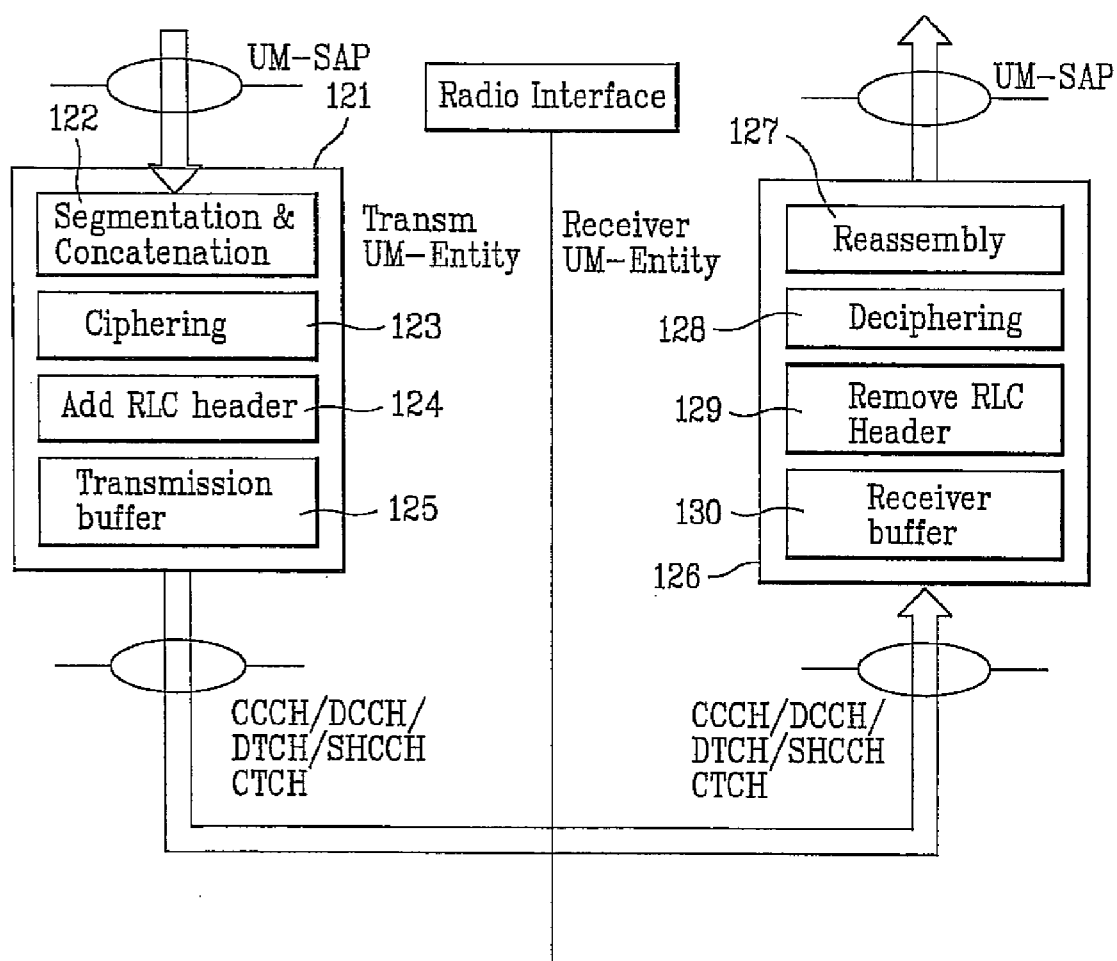 UM-SAP
121
122
Segmentation &
Concatenation
Ciphering
123
Add RLC header
124
Transmission
buffer
125
Transm
UM-Entity
Radio Interface
Receiver
UM-Entity
UM-SAP
127
Reassembly
128
Deciphering
129
Remove RLC
Header
130
Receiver
buffer
126
CCCH/DCCH/
DTCH/SHCCH
CTCH
CCCH/DCCH/
DTCH/SHCCH
CTCH